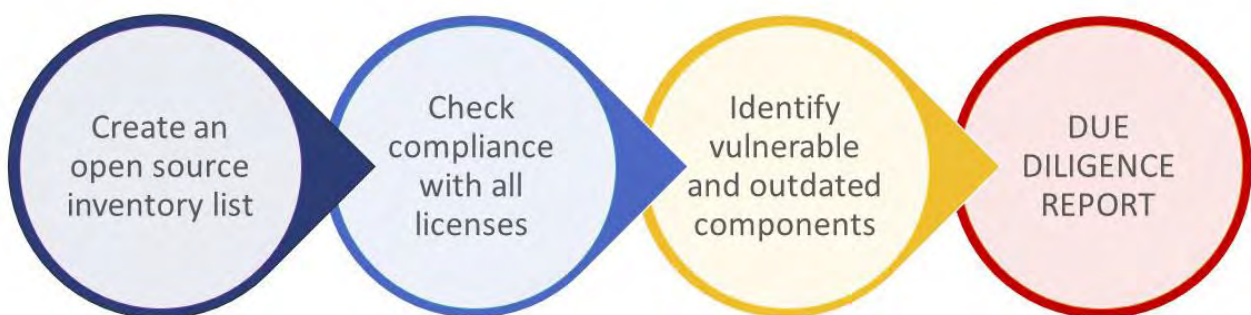 Create an
open source
inventory list
Check
compliance
with all
licenses
Identify
vulnerable
and outdated
components
DUE
DILIGENCE
REPORT